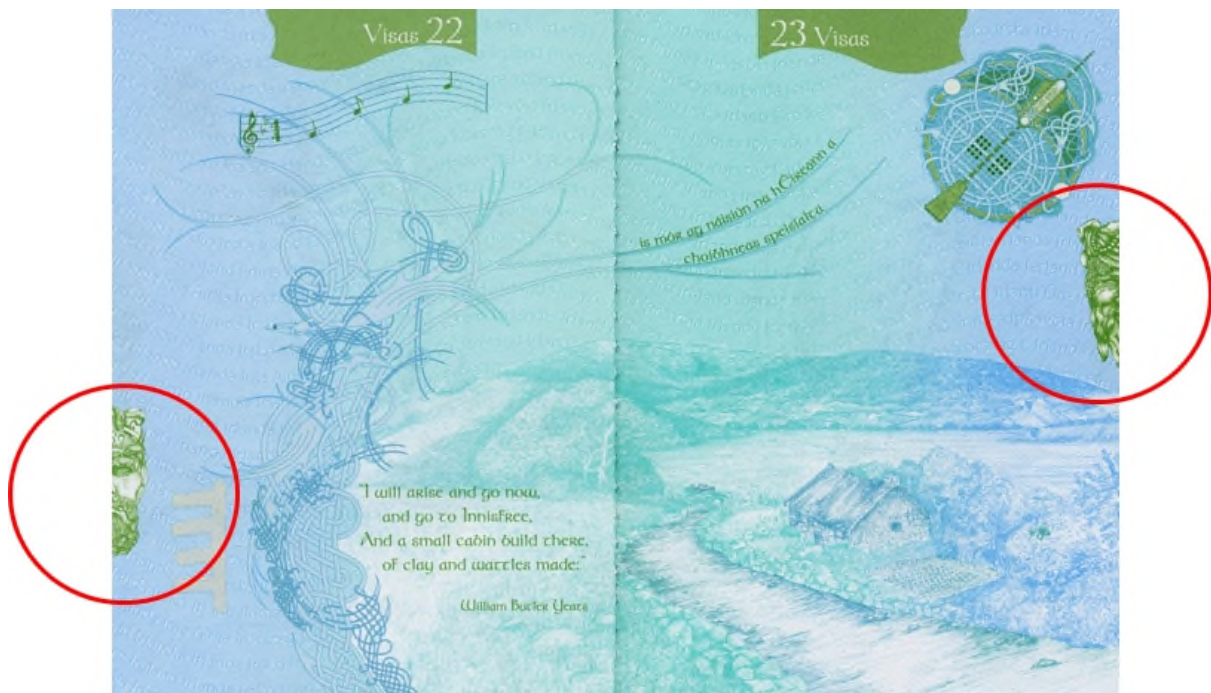 Visas 22
23 Visas
is mór ag náisiún na hÉireann a
choibhneas speisialta
"I will arise and go now,
and go to Innisfree,
And a small cabin build there,
of clay and wattles made:"
William Butler Yeats